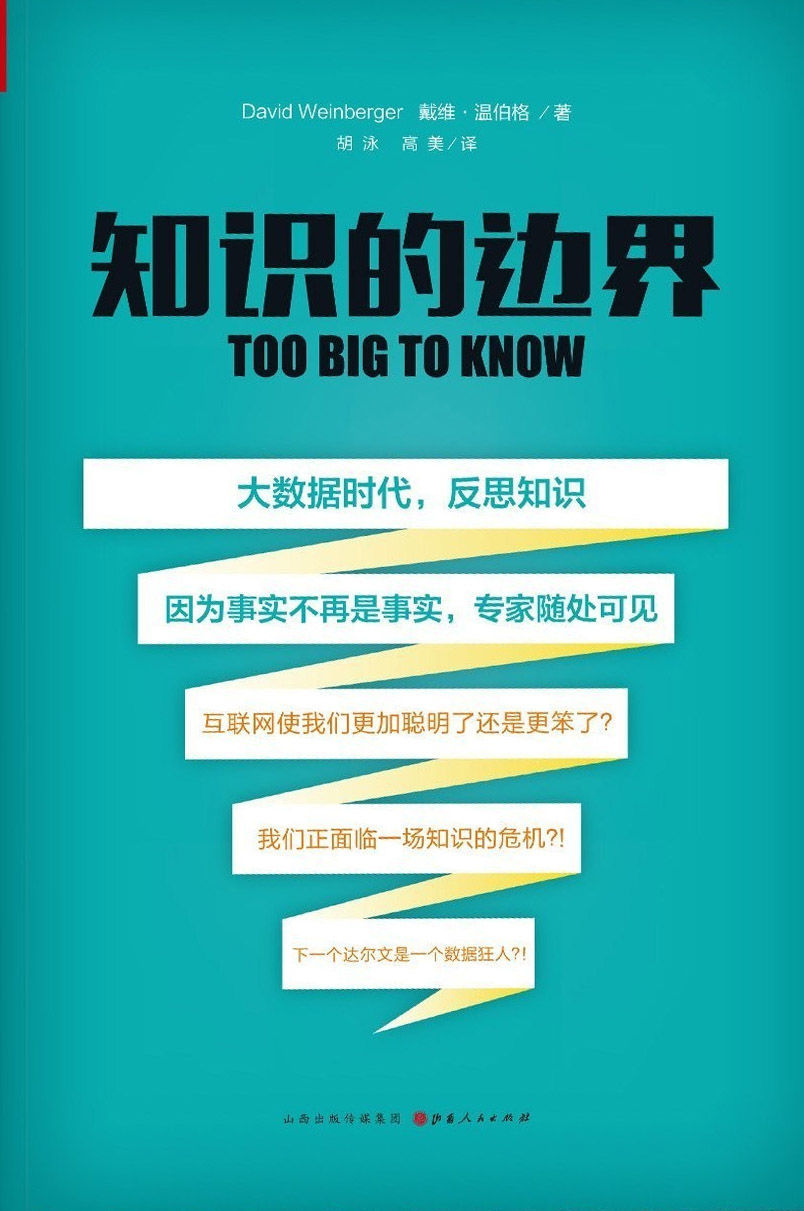 David Weinberger 戴维·温伯格 / 著
胡泳 高美 / 译
知识的边界
TOO BIG TO KNOW
大数据时代，反思知识
因为事实不再是事实，专家随处可见
互联网使我们更加聪明了还是更笨了?
我们正面临一场知识的危机?!
下一个达尔文是一个数据狂人?!
山西出版传媒集团 山西人民出版社